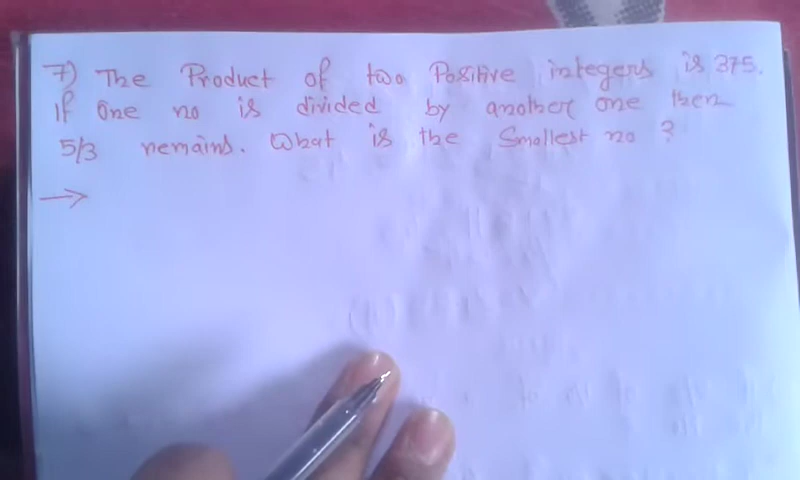 7) The Product of two Positive integers is 375.
If One no is divided by another one then
5/3 remains. What is the Smallest no ?
→